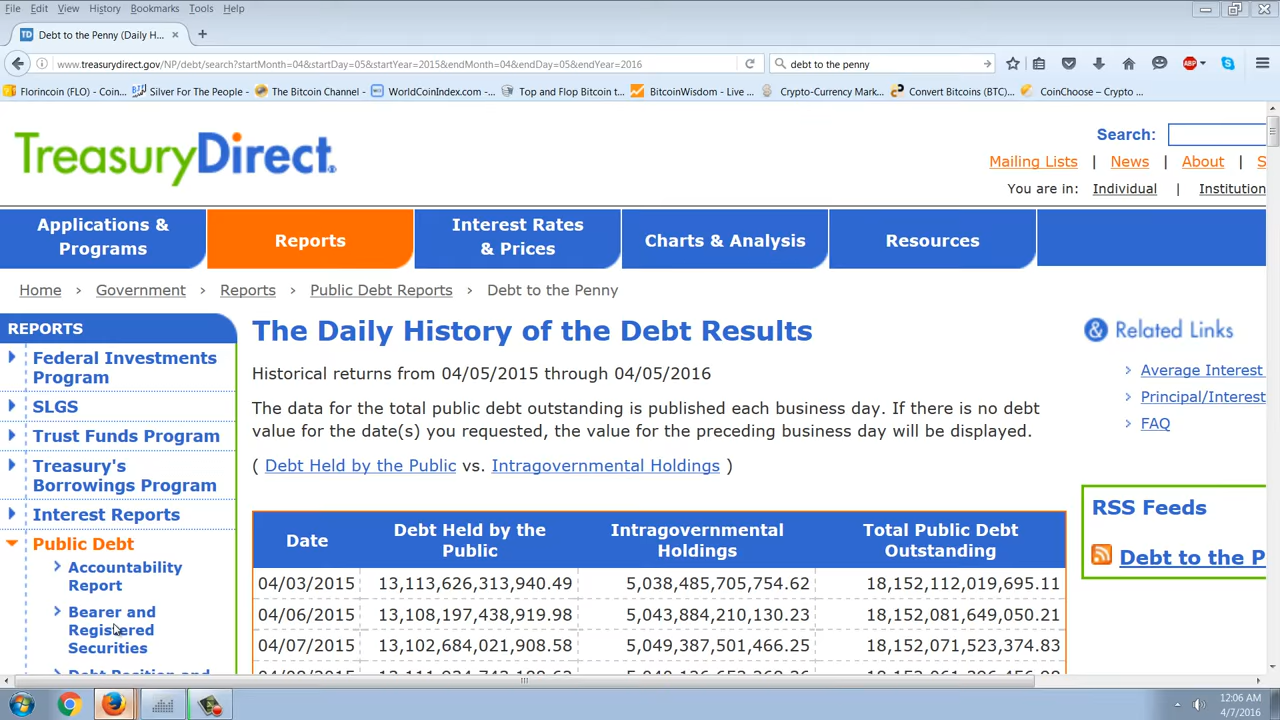 File Edit View History Bookmarks Tools Help
TD Debt to the Penny (Daily H...
www.treasurydirect.gov/NP/debt/search?startMonth=04&startDay=05&startYear=2015&endMonth=04&endDay=05&endYear=2016
debt to the penny
ABP
Florincoin (FLO) - Coin... Silver For The People - The Bitcoin Channel - WorldCoinIndex.com -... Top and Flop Bitcoin t... BitcoinWisdom - Live ... Crypto-Currency Mark... Convert Bitcoins (BTC)... CoinChoose – Crypto ...
TreasuryDirect®
Search:
Mailing Lists | News | About | S
You are in: Individual | Institution
Applications & Programs
Reports
Interest Rates & Prices
Charts & Analysis
Resources
Home > Government > Reports > Public Debt Reports > Debt to the Penny
REPORTS
Federal Investments
Program
SLGS
Trust Funds Program
Treasury's
Borrowings Program
Interest Reports
Public Debt
Accountability
Report
Bearer and
Registered
Securities
The Daily History of the Debt Results
Historical returns from 04/05/2015 through 04/05/2016
The data for the total public debt outstanding is published each business day. If there is no debt
value for the date(s) you requested, the value for the preceding business day will be displayed.
( Debt Held by the Public vs. Intragovernmental Holdings )
Date Debt Held by the Public Intragovernmental Holdings Total Public Debt Outstanding
04/03/2015 13,113,626,313,940.49 5,038,485,705,754.62 18,152,112,019,695.11
04/06/2015 13,108,197,438,919.98 5,043,884,210,130.23 18,152,081,649,050.21
04/07/2015 13,102,684,021,908.58 5,049,387,501,466.25 18,152,071,523,374.83
& Related Links
Average Interest
Principal/Interest
FAQ
RSS Feeds
Debt to the P
12:06 AM
4/7/2016